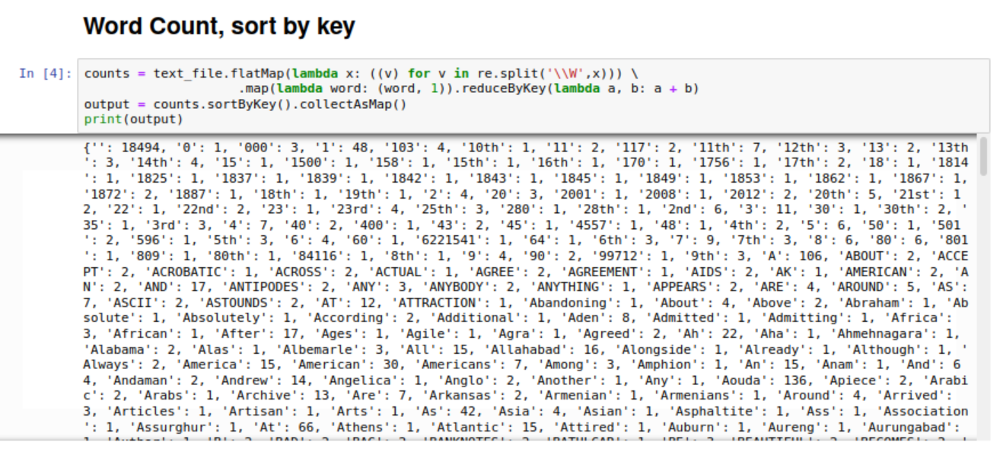 Word Count, sort by key
In [4]:
counts = text_file.flatMap(lambda x: ((v) for v in re.split('\\W',x))) \
.map(lambda word: (word, 1)).reduceByKey(lambda a, b: a + b)
output = counts.sortByKey().collectAsMap()
print(output)
{'': 18494, '0': 1, '000': 3, '1': 48, '103': 4, '10th': 1, '11': 2, '117': 2, '11th': 7, '12th': 3, '13': 2, '13th
': 3, '14th': 4, '15': 1, '1500': 1, '158': 1, '15th': 1, '16th': 1, '170': 1, '1756': 1, '17th': 2, '18': 1, '1814
': 1, '1825': 1, '1837': 1, '1839': 1, '1842': 1, '1843': 1, '1845': 1, '1849': 1, '1853': 1, '1862': 1, '1867': 1,
'1872': 2, '1887': 1, '18th': 1, '19th': 1, '2': 4, '20': 3, '2001': 1, '2008': 1, '2012': 2, '20th': 5, '21st': 1
2, '22': 1, '22nd': 2, '23': 1, '23rd': 4, '25th': 3, '280': 1, '28th': 1, '2nd': 6, '3': 11, '30': 1, '30th': 2, '
35': 1, '3rd': 3, '4': 7, '40': 2, '400': 1, '43': 2, '45': 1, '4557': 1, '48': 1, '4th': 2, '5': 6, '50': 1, '501
': 2, '596': 1, '5th': 3, '6': 4, '60': 1, '6221541': 1, '64': 1, '6th': 3, '7': 9, '7th': 3, '8': 6, '80': 6, '801
': 1, '809': 1, '80th': 1, '84116': 1, '8th': 1, '9': 4, '90': 2, '99712': 1, '9th': 3, 'A': 106, 'ABOUT': 2, 'ACCE
PT': 2, 'ACROBATIC': 1, 'ACROSS': 2, 'ACTUAL': 1, 'AGREE': 2, 'AGREEMENT': 1, 'AIDS': 2, 'AK': 1, 'AMERICAN': 2, 'A
N': 2, 'AND': 17, 'ANTIPODES': 2, 'ANY': 3, 'ANYBODY': 2, 'ANYTHING': 1, 'APPEARS': 2, 'ARE': 4, 'AROUND': 5, 'AS':
7, 'ASCII': 2, 'ASTOUNDS': 2, 'AT': 12, 'ATTRACTION': 1, 'Abandoning': 1, 'About': 4, 'Above': 2, 'Abraham': 1, 'Ab
solute': 1, 'Absolutely': 1, 'According': 2, 'Additional': 1, 'Aden': 8, 'Admitted': 1, 'Admitting': 1, 'Africa':
3, 'African': 1, 'After': 17, 'Ages': 1, 'Agile': 1, 'Agra': 1, 'Agreed': 2, 'Ah': 22, 'Aha': 1, 'Ahmehnagara': 1,
'Alabama': 2, 'Alas': 1, 'Albemarle': 3, 'All': 15, 'Allahabad': 16, 'Alongside': 1, 'Already': 1, 'Although': 1, '
Always': 2, 'America': 15, 'American': 30, 'Americans': 7, 'Among': 3, 'Amphion': 1, 'An': 15, 'Anam': 1, 'And': 6
4, 'Andaman': 2, 'Andrew': 14, 'Angelica': 1, 'Anglo': 2, 'Another': 1, 'Any': 1, 'Aouda': 136, 'Apiece': 2, 'Arabi
c': 2, 'Arabs': 1, 'Archive': 13, 'Are': 7, 'Arkansas': 2, 'Armenian': 1, 'Armenians': 1, 'Around': 4, 'Arrived':
3, 'Articles': 1, 'Artisan': 1, 'Arts': 1, 'As': 42, 'Asia': 4, 'Asian': 1, 'Asphaltite': 1, 'Ass': 1, 'Association
': 1, 'Assurghur': 1, 'At': 66, 'Athens': 1, 'Atlantic': 15, 'Attired': 1, 'Auburn': 1, 'Aureng': 1, 'Aurungabad':